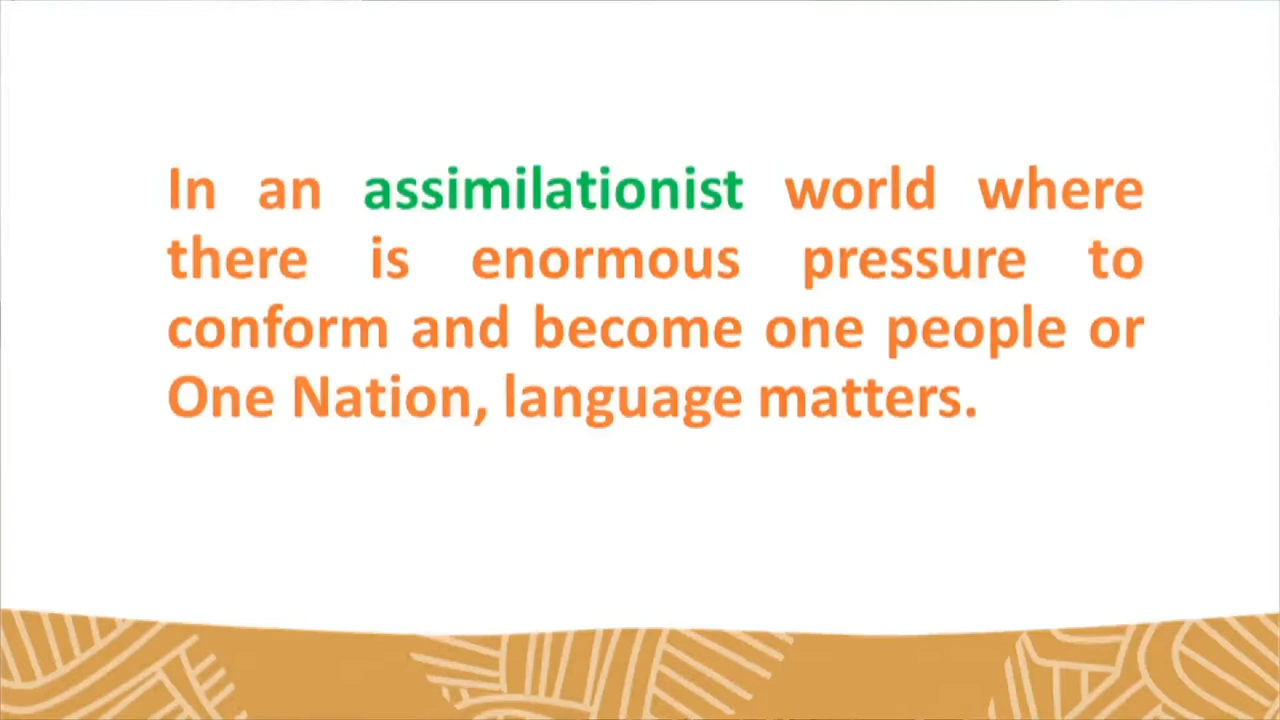 In an assimilationist world where
there is enormous pressure to
conform and become one people or
One Nation, language matters.